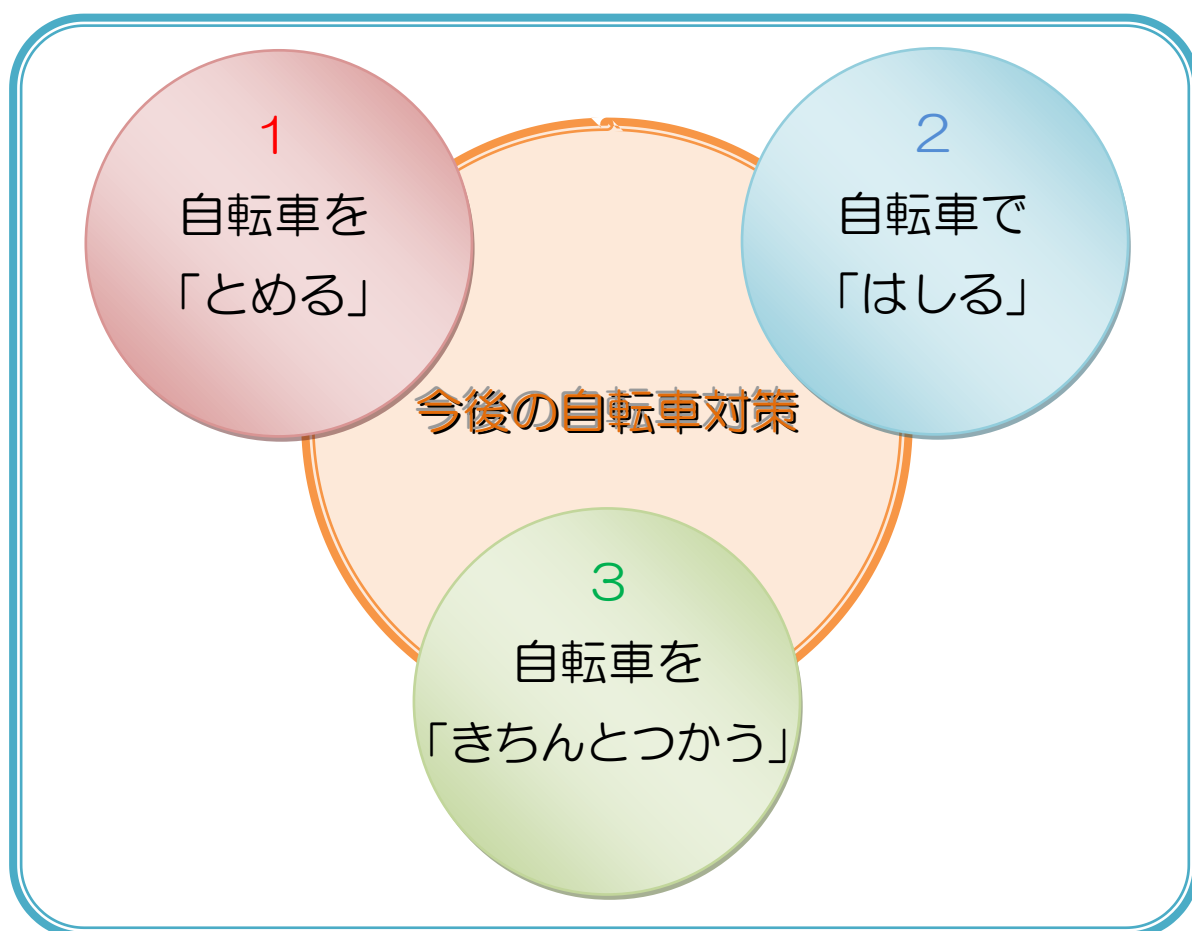 1
自転車を
「とめる」
2
自転車で
「はしる」
今後の自転車対策
3
自転車を
「きちんとつかう」